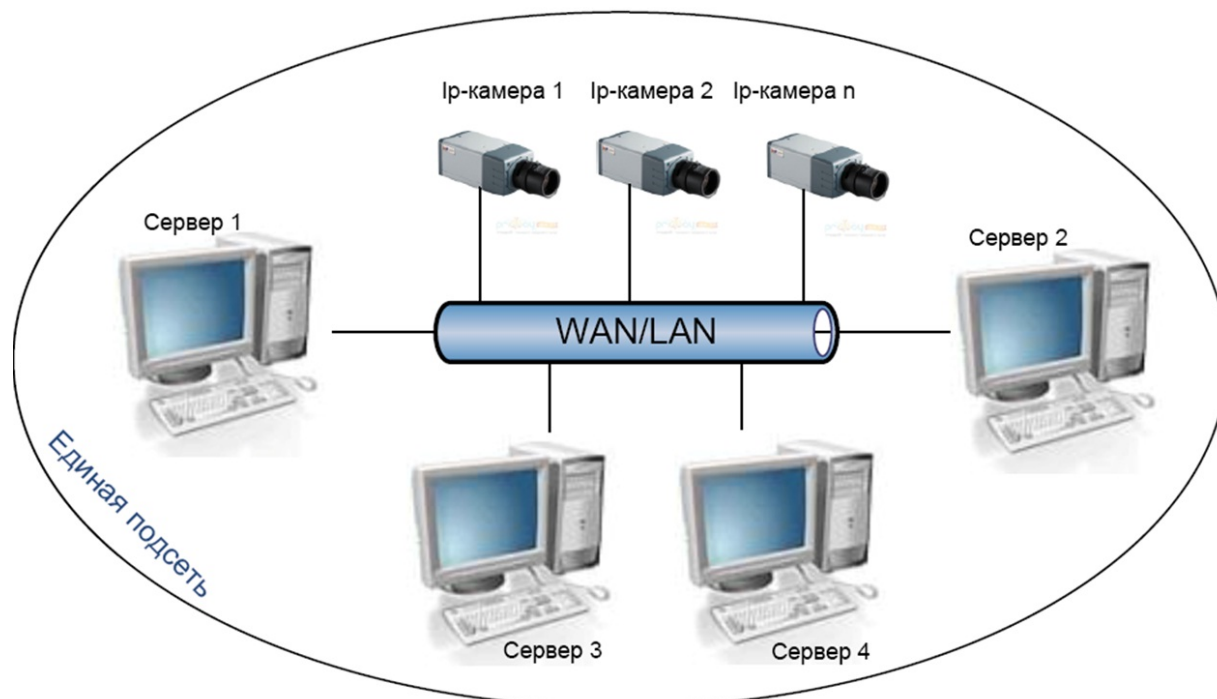 Ip-камера 1 Ip-камера 2 Ip-камера n
Сервер 1
Сервер 2
WAN/LAN
Единая подсеть
Сервер 3
Сервер 4